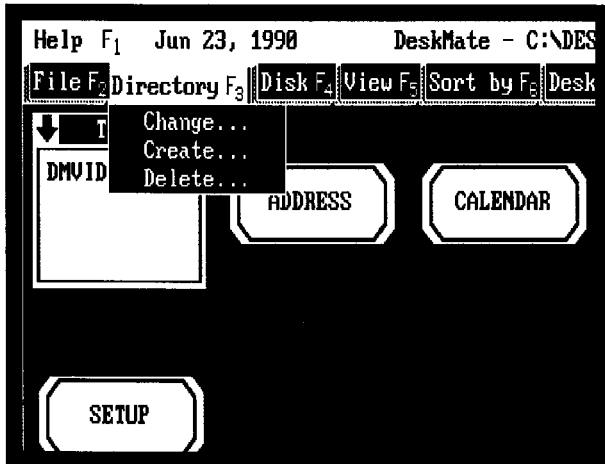 Help F1 Jun 23, 1990 DeskMate - C:\DES
File F2 Directory F3 Disk F4 View F5 Sort by F6 Desk
T
Change...
Create...
Delete...
DMVID
ADDRESS
CALENDAR
SETUP